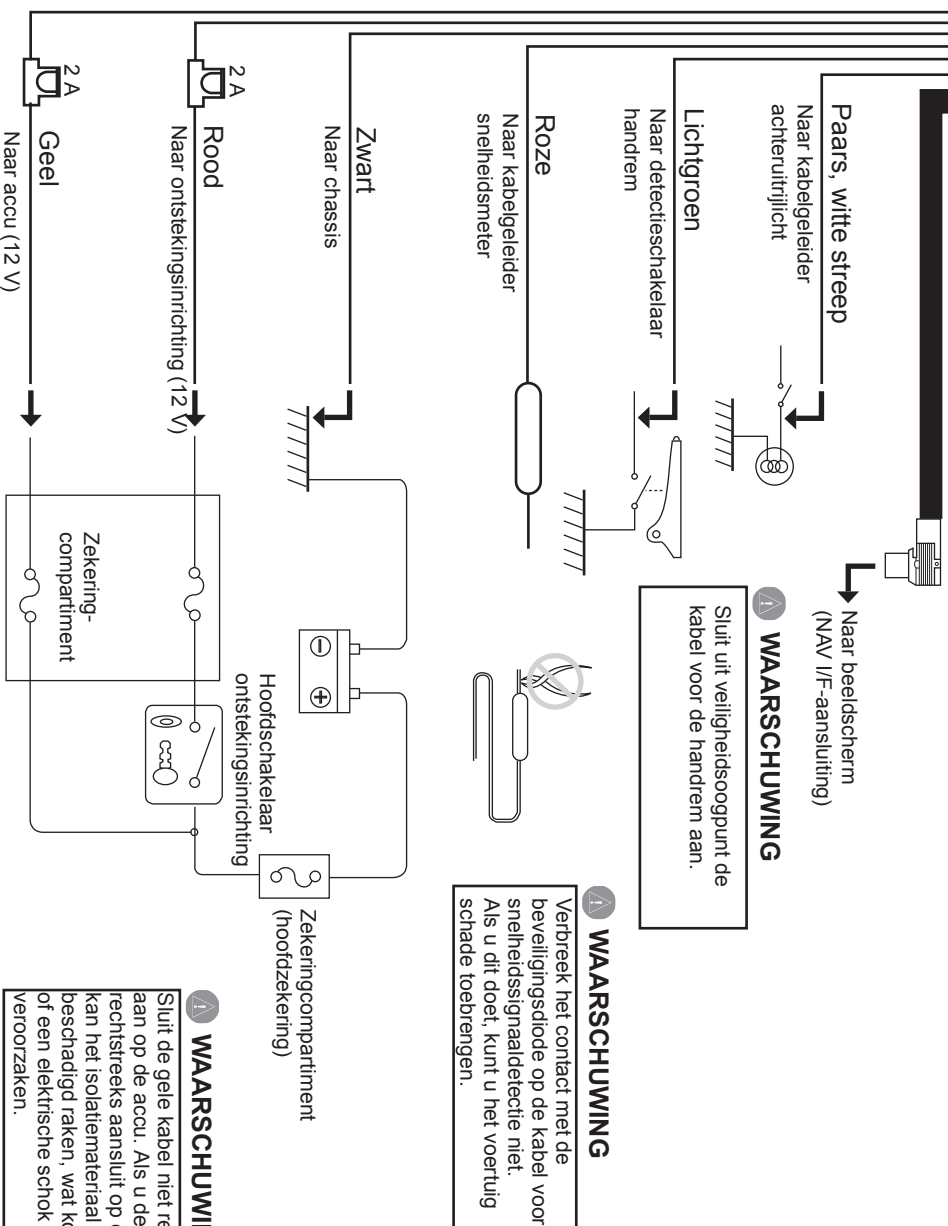 Naar beeldscherm
(NAV I/F-aansluiting)
Paars, witte streep
Naar kabelgeleider
achteruitrijlicht
WAARSCHUWING
Sluit uit veiligheidsoogpunt de
kabel voor de handrem aan.
Lichtgroen
Naar detectieschakelaar
handrem
WAARSCHUWING
Verbreek het contact met de
beveiligingsdiode op de kabel voor
snelheidssignaaldetectie niet.
Als u dit doet, kunt u het voertuig
schade toebrengen.
Roze
Naar kabelgeleider
snelheidsmeter
Zwart
Naar chassis
Zekeringcompartiment
(hoofdzekering)
Hoofdschakelaar
ontstekingsinrichting
2 A
Rood
Naar ontstekingsinrichting (12 V)
Zekering-
compartiment
2 A
Geel
Naar accu (12 V)
WAARSCHUWI
Sluit de gele kabel niet re
aan op de accu. Als u de
rechtstreeks aansluit op
kan het isolatiemateriaal
beschadigd raken, wat k
of een elektrische schok
veroorzaken.